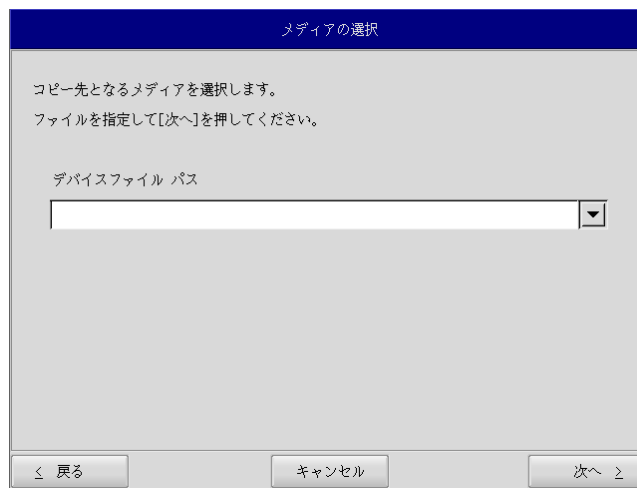 メディアの選択
コピー先となるメディアを選択します。
ファイルを指定して[次へ]を押してください。
デバイスファイル パス
< 戻る
キャンセル
次へ >